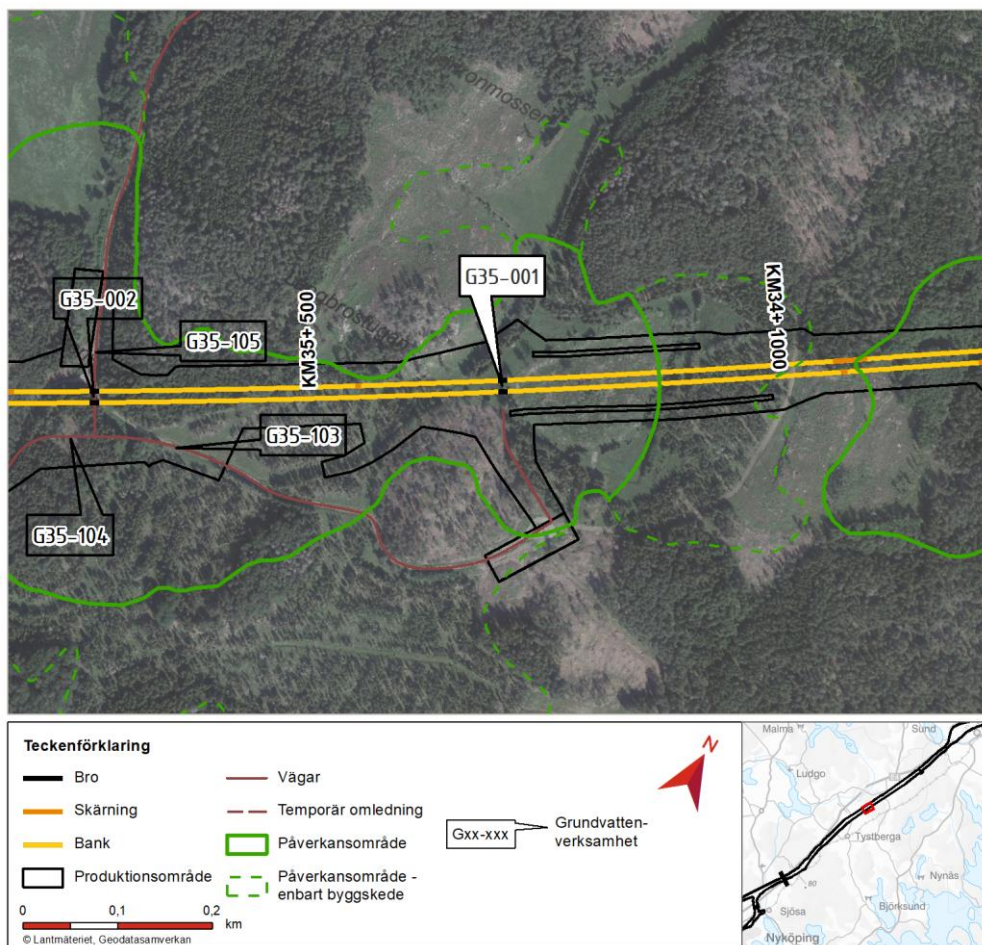 G35-001
G35-002
G35-105
KM35+ 500
KM34+ 1000
G35-103
G35-104
Teckenförklaring
Bro
Skärning
Bank
Produktionsområde
Vägar
Temporär omledning
Påverkansområde
Påverkansområde -
enbart byggskede
N
Gxx-xxx
Grundvatten-
verksamhet
0 0,1 0,2
km
© Lantmäteriet, Geodatasamverkan
Malma
Sund
Ludgo
Tystberga
Nynäs
80
Sjösa
Björksund
Nyköping